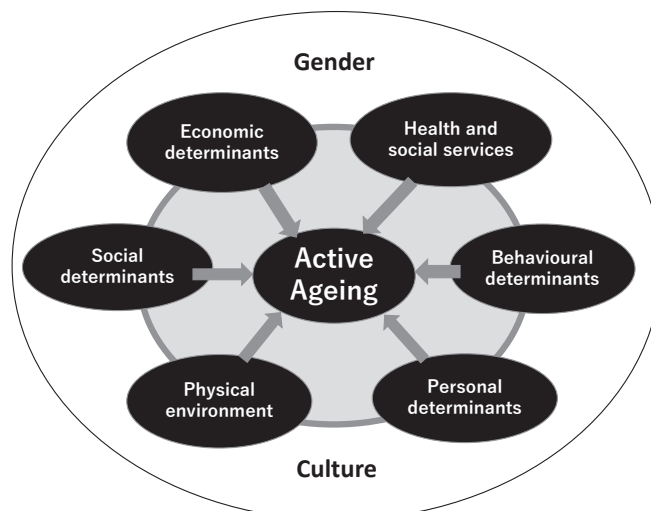 Gender
Economic
determinants
Health and
social services
Social
determinants
Active
Ageing
Behavioural
determinants
Physical
environment
Personal
determinants
Culture